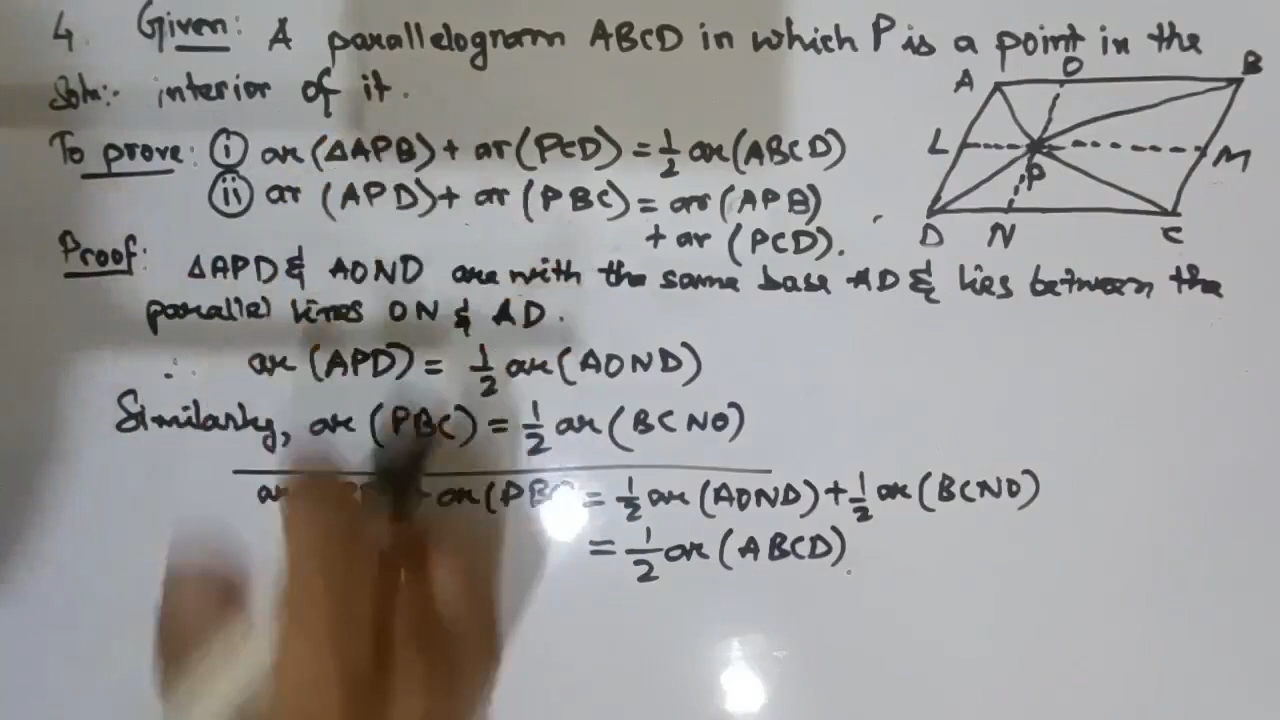 4. Given: A parallelogram ABCD in which P is a point in the
Soln:- interior of it.
To prove: (i) ar (ΔAPB) + ar (PCD) = 1/2 ar (ABCD)
(ii) ar (APD) + ar (PBC) = ar (APB)
+ ar (PCD).
Proof: ΔAPD & AOND are with the same base AD & lies between the
parallel lines ON & AD.
∴ ar (APD) = 1/2 ar (AOND)
Similarly, ar (PBC) = 1/2 ar (BCNO)
ar (PB = 1/2 ar (AOND) + 1/2 ar (BCNO)
= 1/2 ar (ABCD).
A O B
L P M
D N C